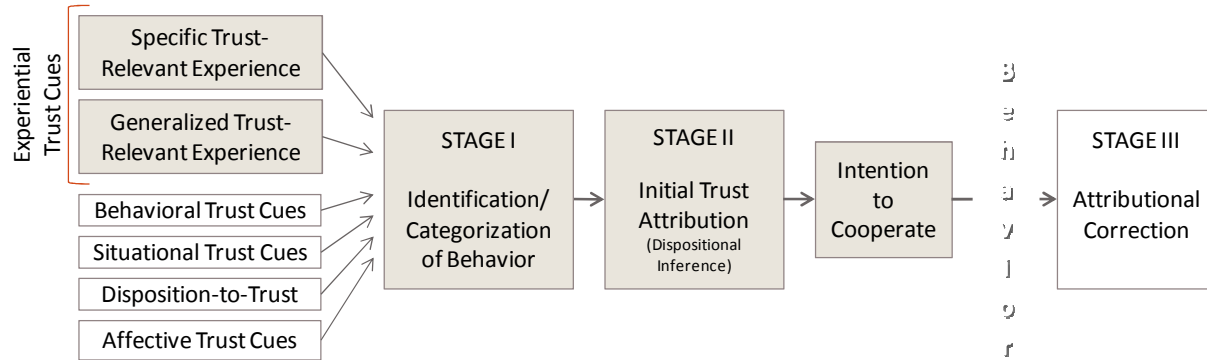 Experiential
Trust Cues
Specific Trust-
Relevant Experience
Generalized Trust-
Relevant Experience
Behavioral Trust Cues
Situational Trust Cues
Disposition-to-Trust
Affective Trust Cues
STAGE I
Identification/
Categorization
of Behavior
STAGE II
Initial Trust
Attribution
(Dispositional
Inference)
Intention
to
Cooperate
Behavior
STAGE III
Attributional
Correction